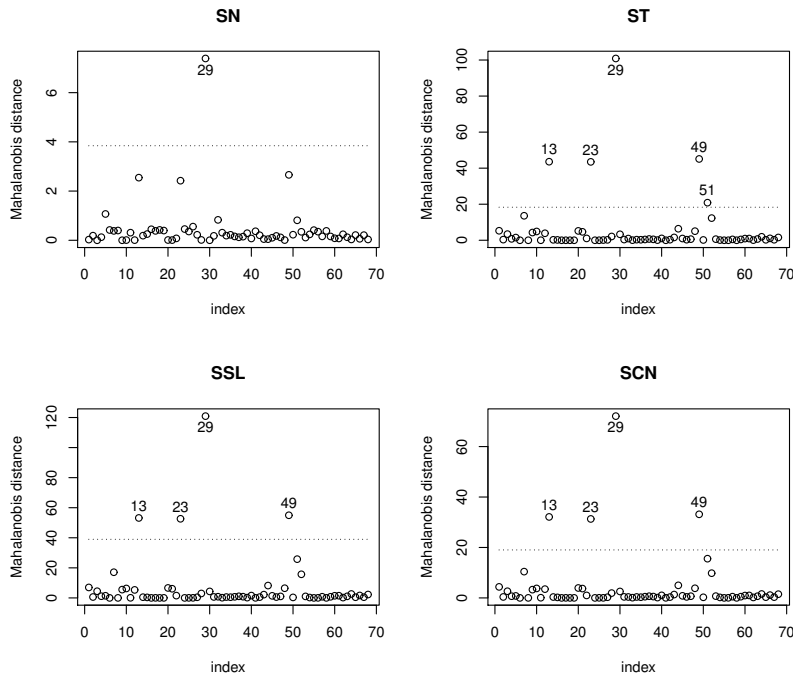 SN
Mahalanobis distance
0 2 4 6
29
0 10 20 30 40 50 60 70
index
ST
Mahalanobis distance
0 20 40 60 80 100
29
13 23 49
51
0 10 20 30 40 50 60 70
index
SSL
Mahalanobis distance
0 20 40 60 80 120
29
13 23 49
0 10 20 30 40 50 60 70
index
SCN
Mahalanobis distance
0 20 40 60
29
13 23 49
0 10 20 30 40 50 60 70
index